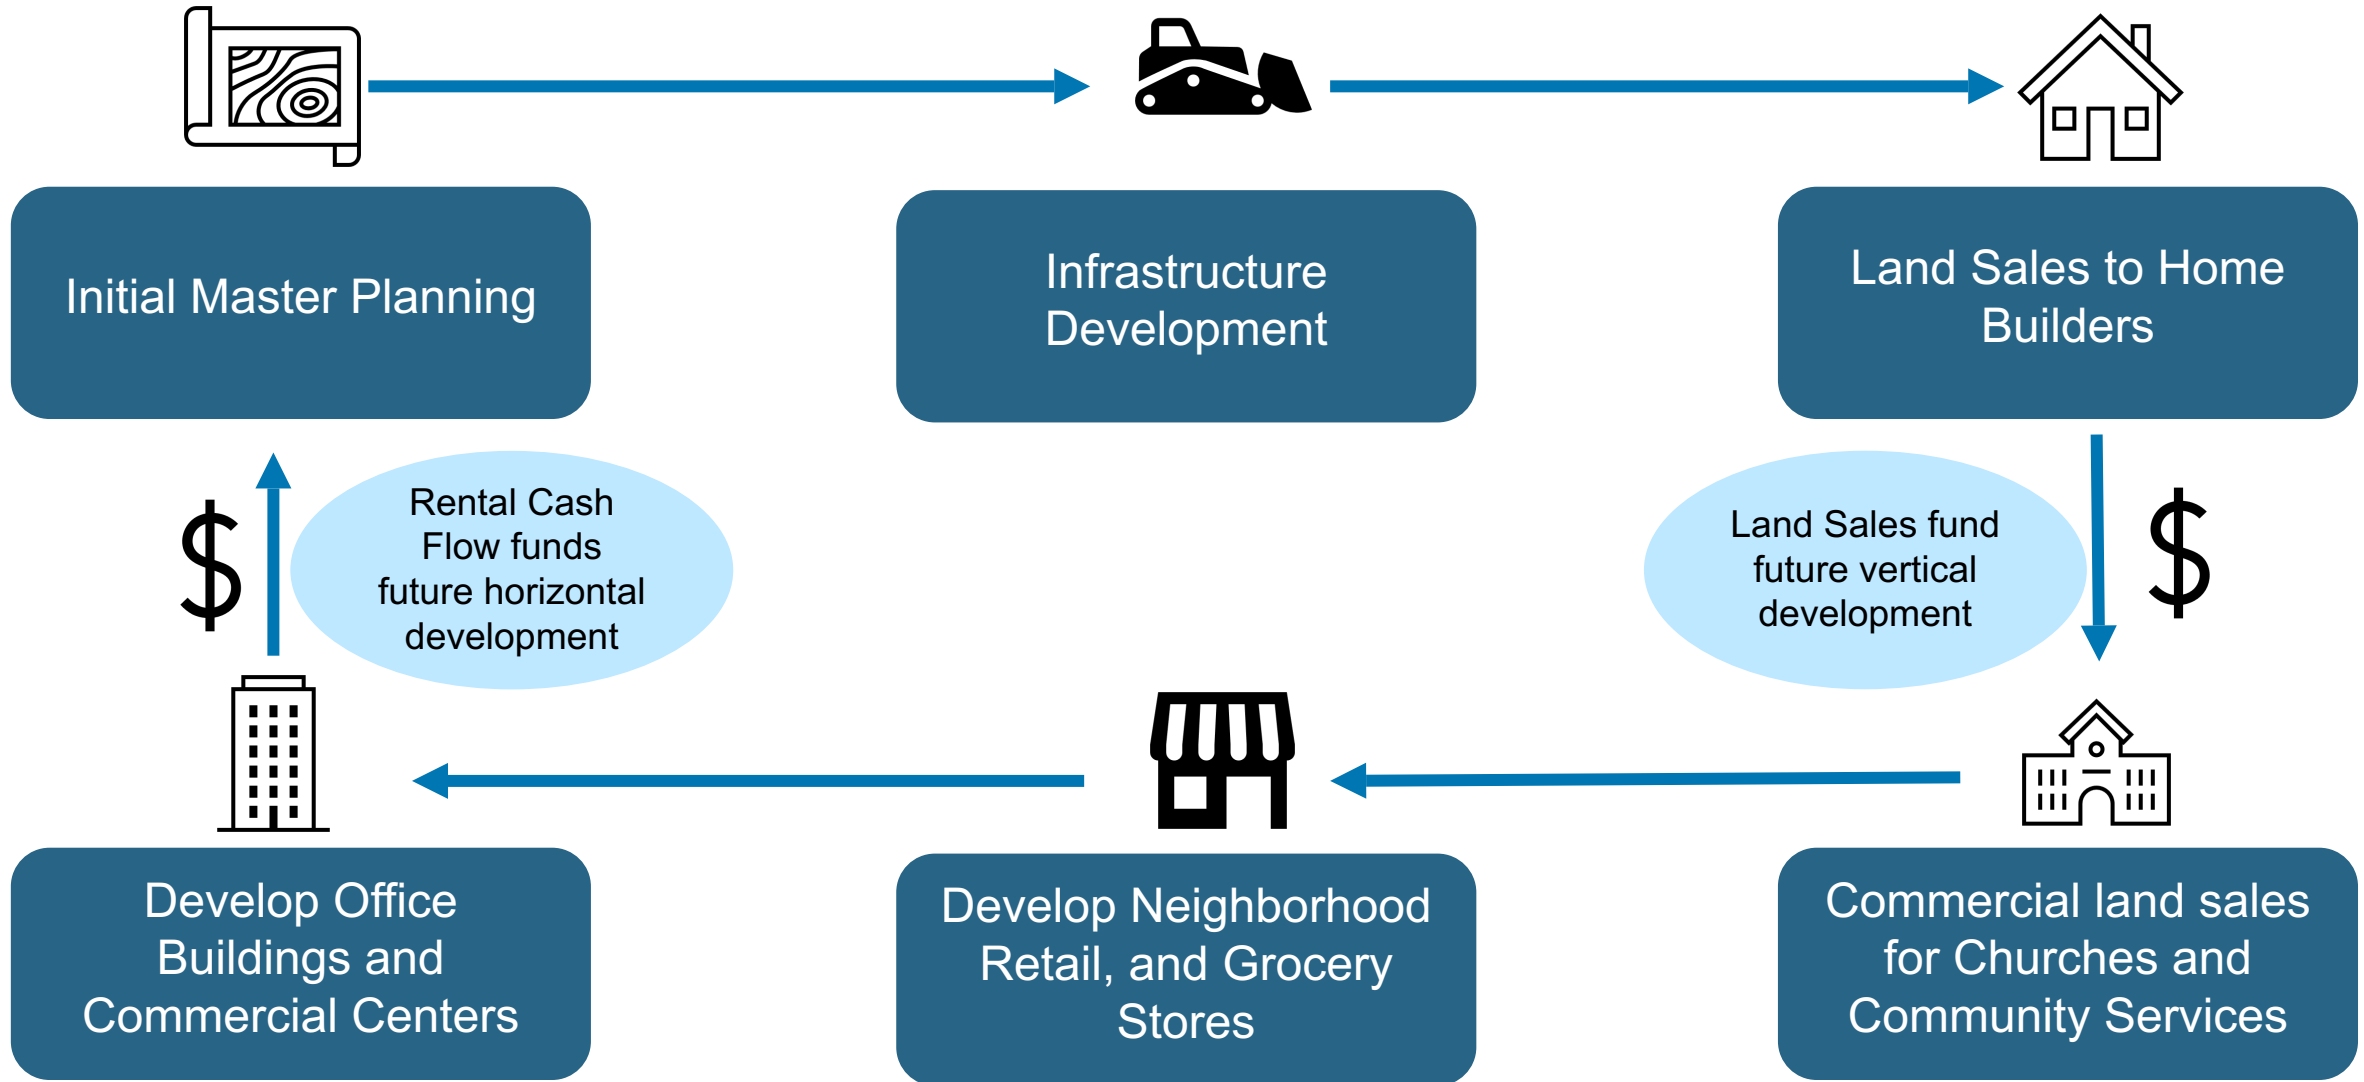 Initial Master Planning
Infrastructure
Development
Land Sales to Home
Builders
$
Rental Cash
Flow funds
future horizontal
development
Land Sales fund
future vertical
development
$
Develop Office
Buildings and
Commercial Centers
Develop Neighborhood
Retail, and Grocery
Stores
Commercial land sales
for Churches and
Community Services